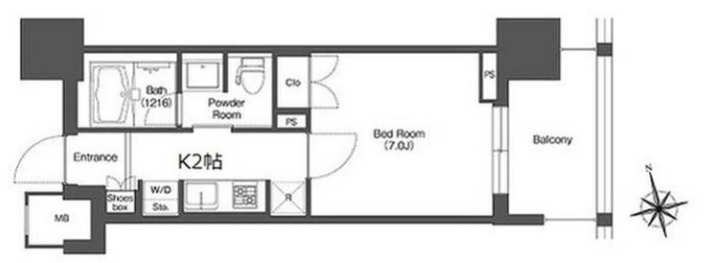 Bath
(1216)
Powder
Room
Clo
PS
PS
Bed Room
(7.0J)
Balcony
Entrance
K2帖
Shoes
box
W/D
Sto.
R
MB
N